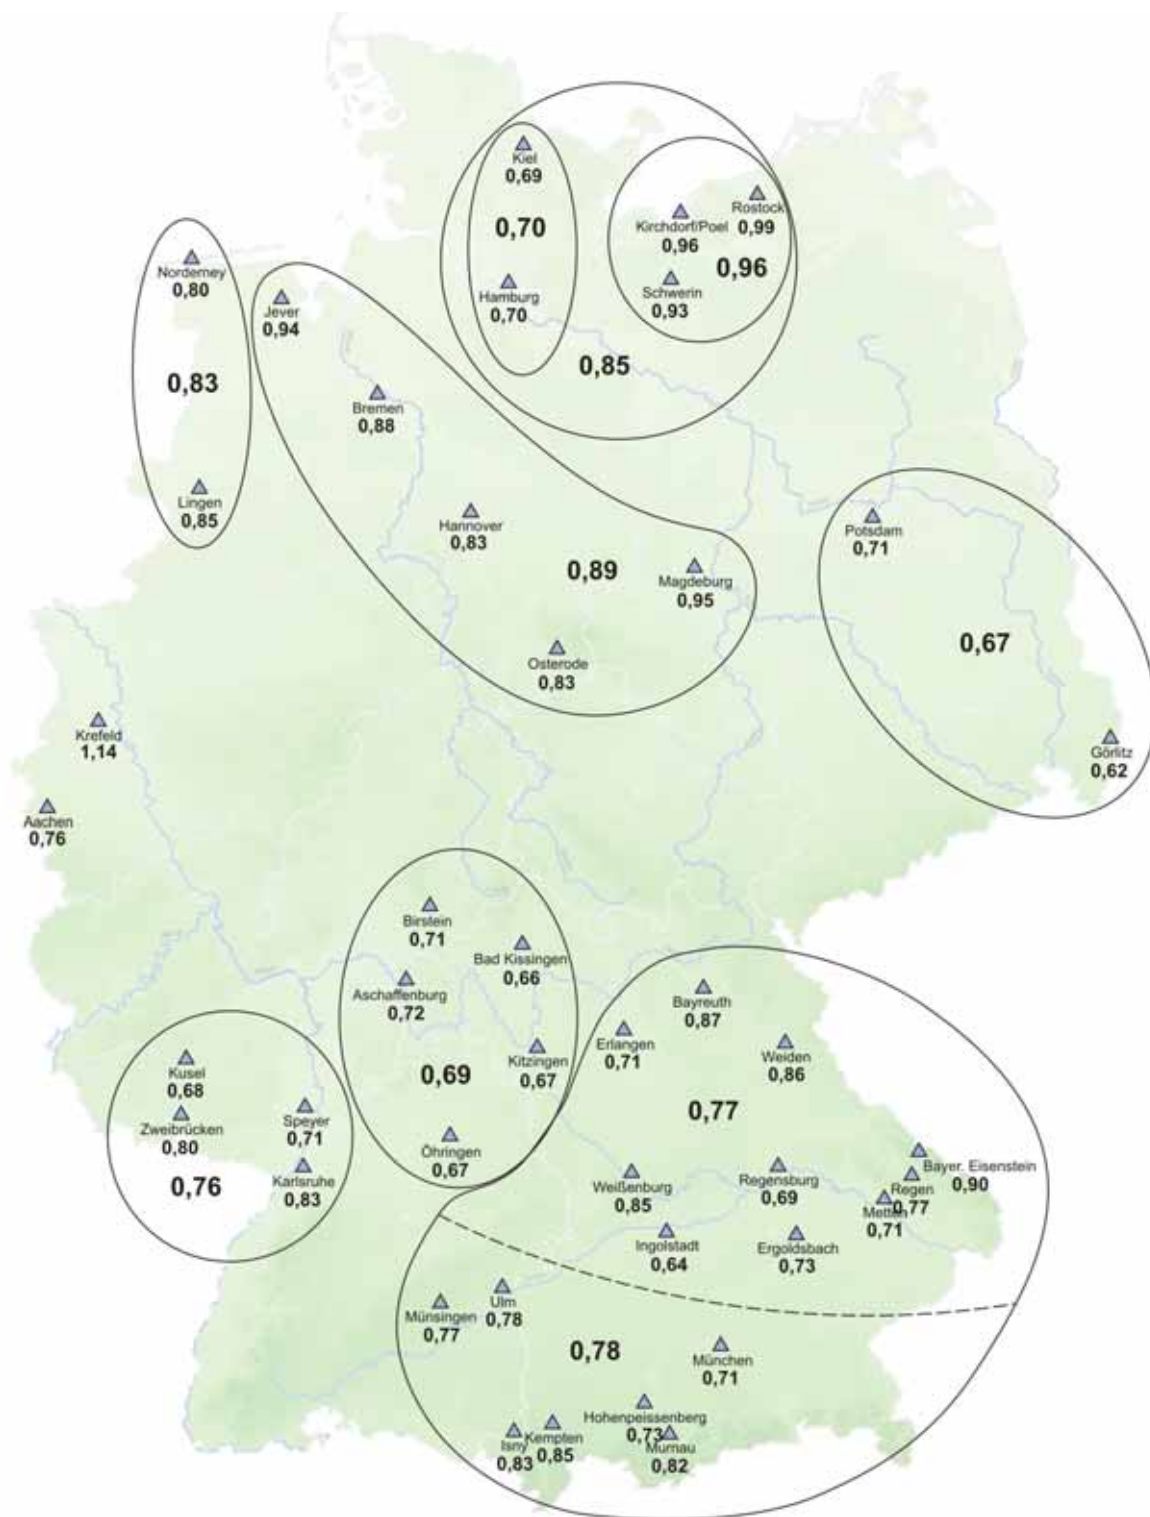 Kiel
0,69
0,70
Hamburg
0,70
Rostock
0,99
Kirchdorf/Poel
0,96
0,96
Schwerin
0,93
0,85
Norderney
0,80
0,83
Lingen
0,85
Jever
0,94
Bremen
0,88
Hannover
0,83
0,89
Magdeburg
0,95
Osterode
0,83
Potsdam
0,71
0,67
Görlitz
0,62
Krefeld
1,14
Aachen
0,76
Birstein
0,71
Bad Kissingen
0,66
Aschaffenburg
0,72
Kitzingen
0,67
0,69
Öhringen
0,67
Kusel
0,68
Zweibrücken
0,80
Speyer
0,71
0,76
Karlsruhe
0,83
Bayreuth
0,87
Erlangen
0,71
Weiden
0,86
0,77
Bayer. Eisenstein
0,90
Regen
0,77
Metten
0,71
Regensburg
0,69
Weißenburg
0,85
Ingolstadt
0,64
Ergoldsbach
0,73
Ulm
0,78
Münsingen
0,77
0,78
München
0,71
Hohenpeissenberg
0,73
Murnau
0,82
Kempten
0,85
Isny
0,83